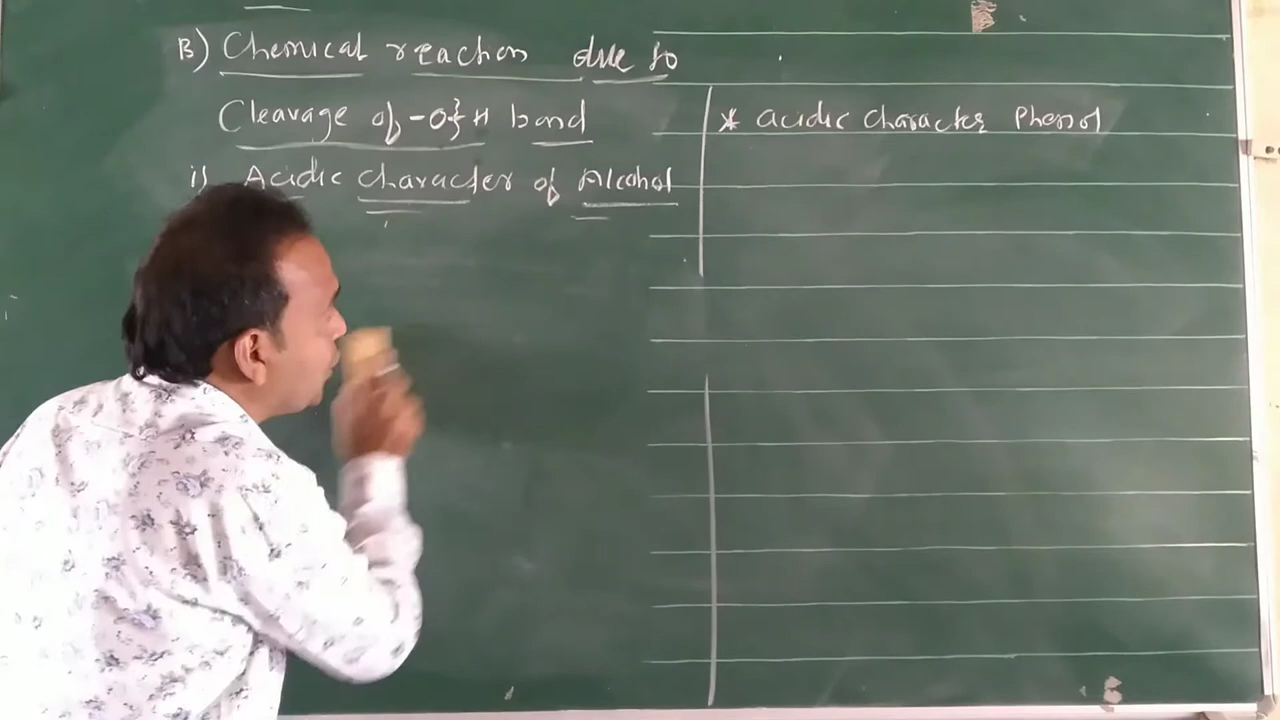 B) Chemical reaction due to
Cleavage of -O}H bond
i) Acidic character of Alcohol
* acidic character Phenol